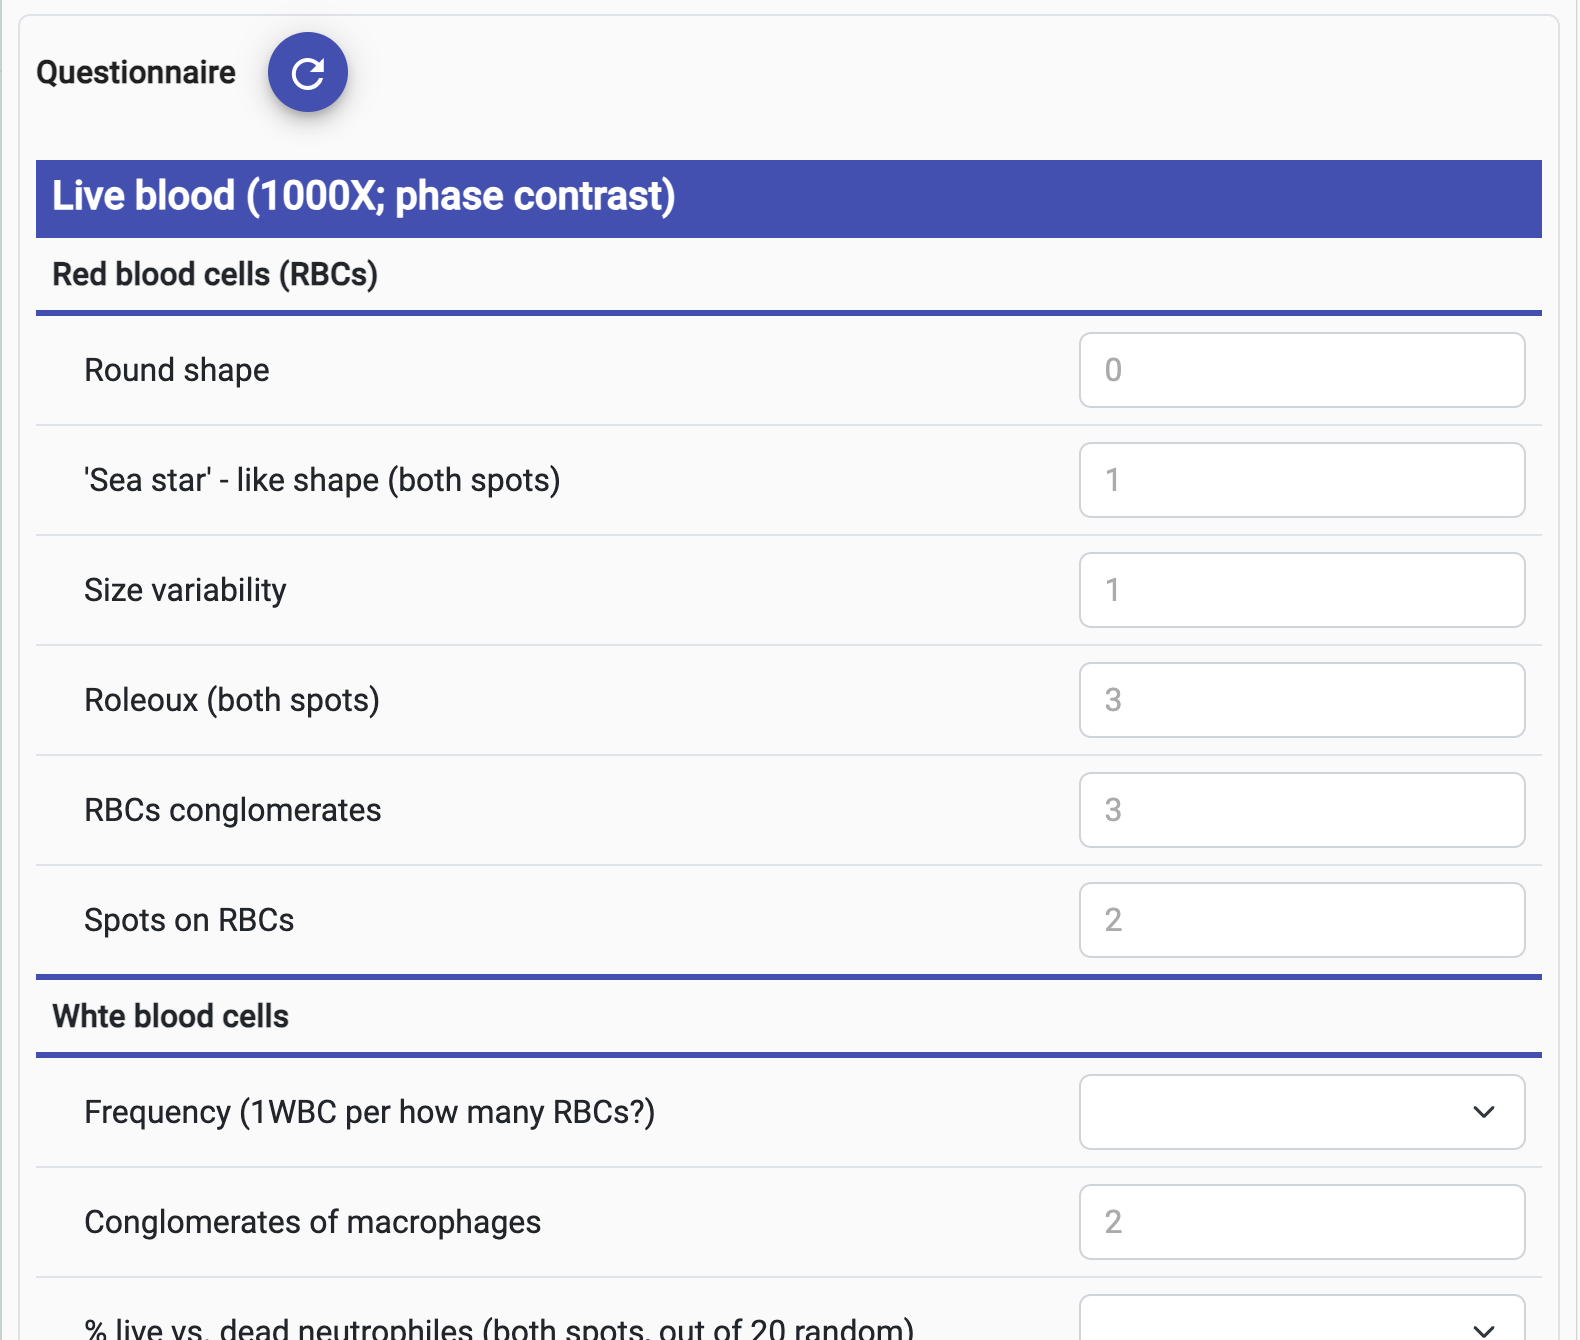 Questionnaire
Live blood (1000X; phase contrast)
Red blood cells (RBCs)
Round shape 0
'Sea star' - like shape (both spots) 1
Size variability 1
Roleoux (both spots) 3
RBCs conglomerates 3
Spots on RBCs 2
Whte blood cells
Frequency (1WBC per how many RBCs?)
Conglomerates of macrophages 2
% live vs. dead neutrophiles (both spots, out of 20 random)